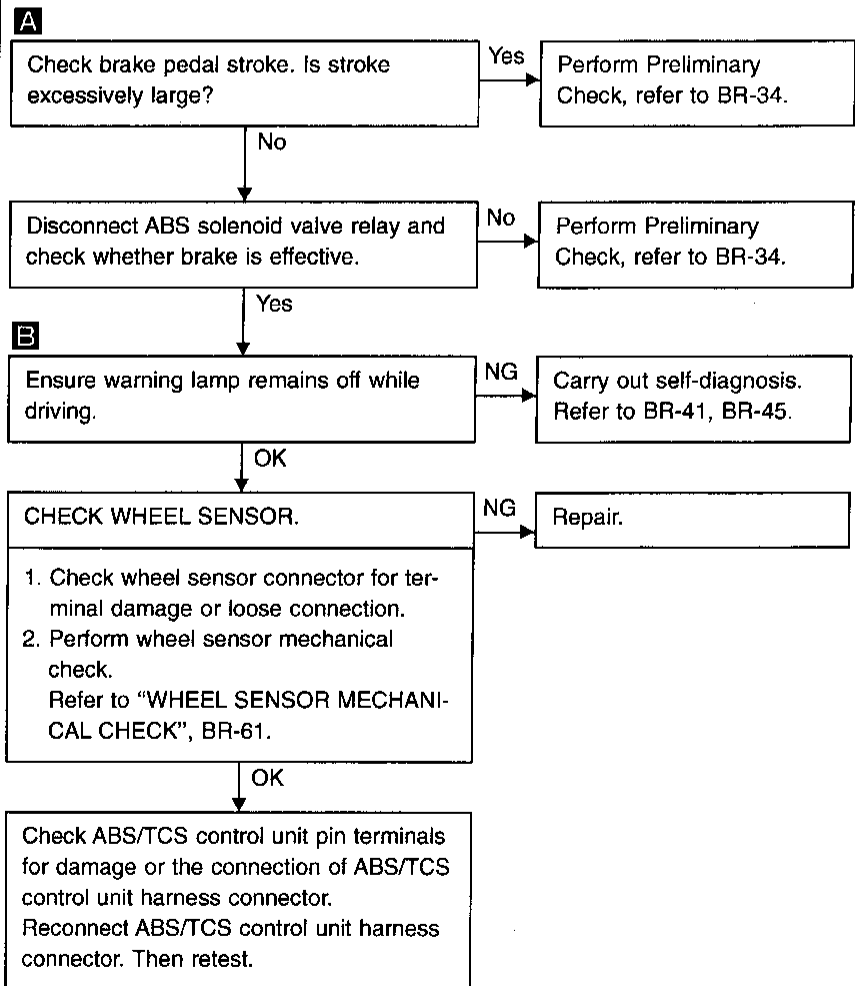 A
Check brake pedal stroke. Is stroke
excessively large?
Yes
Perform Preliminary
Check, refer to BR-34.
No
Disconnect ABS solenoid valve relay and
check whether brake is effective.
No
Perform Preliminary
Check, refer to BR-34.
Yes
B
Ensure warning lamp remains off while
driving.
NG
Carry out self-diagnosis.
Refer to BR-41, BR-45.
OK
CHECK WHEEL SENSOR.
NG
Repair.
1. Check wheel sensor connector for ter-
minal damage or loose connection.
2. Perform wheel sensor mechanical
check.
Refer to “WHEEL SENSOR MECHANI-
CAL CHECK”, BR-61.
OK
Check ABS/TCS control unit pin terminals
for damage or the connection of ABS/TCS
control unit harness connector.
Reconnect ABS/TCS control unit harness
connector. Then retest.